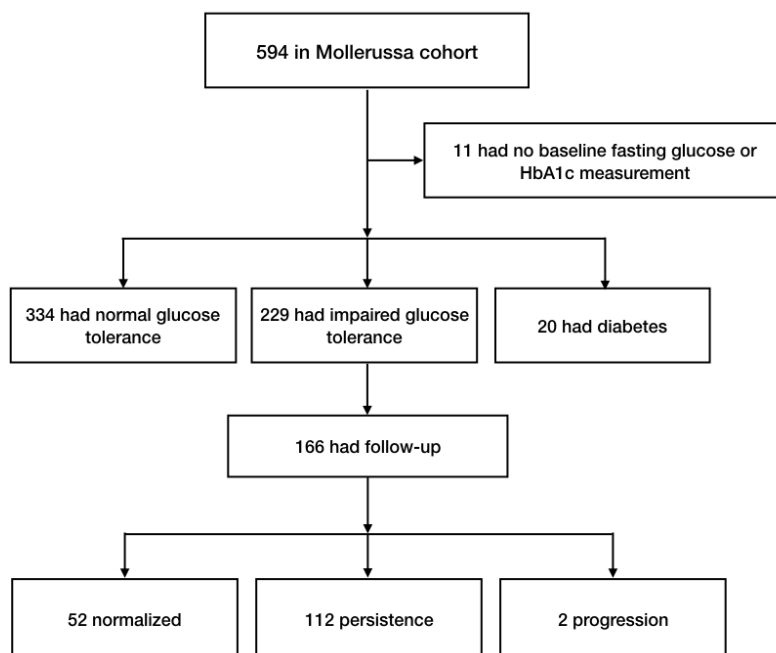 594 in Mollerussa cohort
11 had no baseline fasting glucose or
HbA1c measurement
334 had normal glucose
tolerance
229 had impaired glucose
tolerance
20 had diabetes
166 had follow-up
52 normalized
112 persistence
2 progression